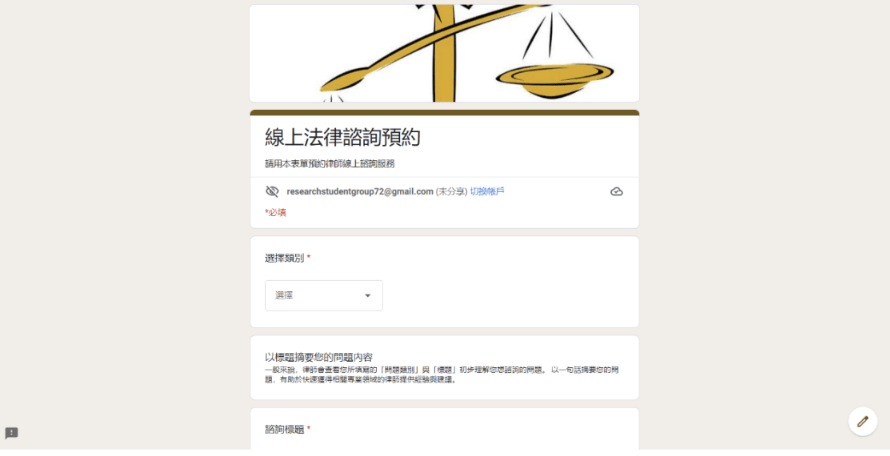 線上法律諮詢預約
請用本表單預約律師線上諮詢服務
researchstudentgroup72@gmail.com (未分享) 切換帳戶
*必填
選擇類別 *
選擇
以標題摘要您的問題內容
一般來說，律師會查看您所填寫的「問題類別」與「標題」初步理解您想諮詢的問題。 以一句話摘要您的問
題，有助於快速獲得相關專業領域的律師提供經驗與建議。
諮詢標題 *